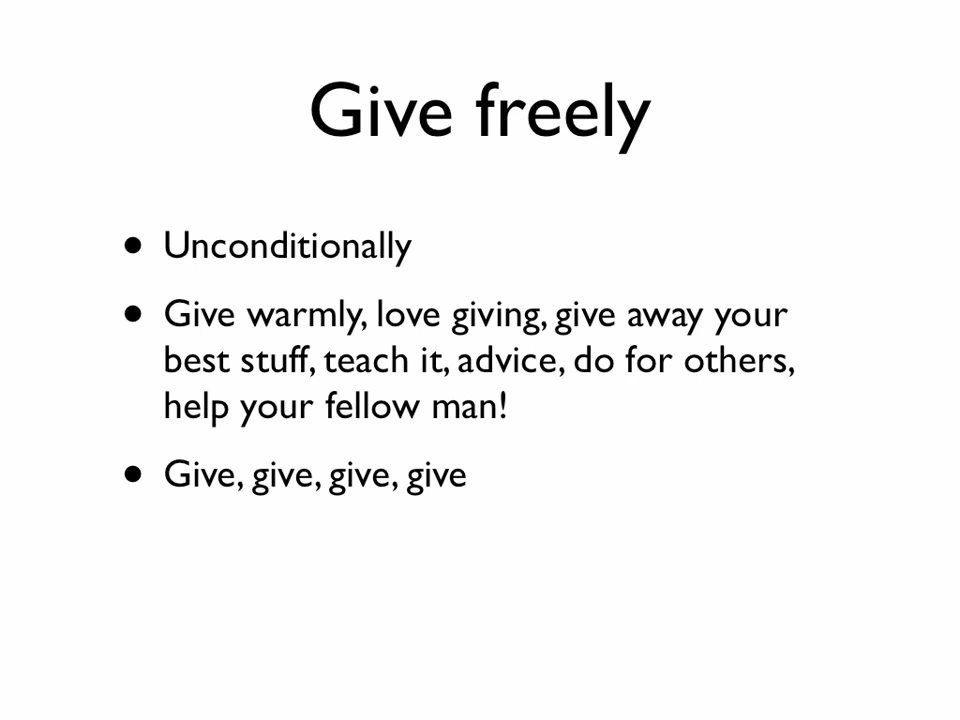 Give freely
• Unconditionally
• Give warmly, love giving, give away your
best stuff, teach it, advice, do for others,
help your fellow man!
• Give, give, give, give